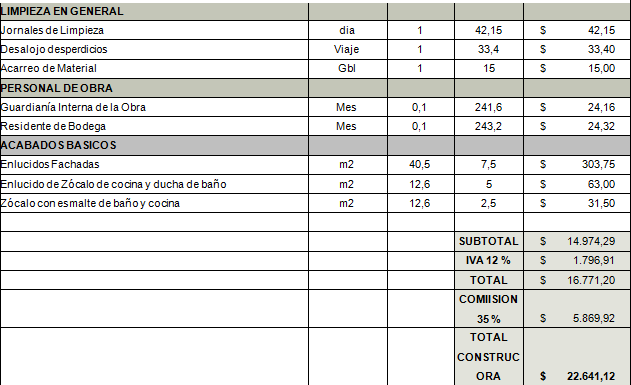 LIMPIEZA EN GENERAL
Jornales de Limpieza dia 1 42,15 $ 42,15
Desalojo desperdicios Viaje 1 33,4 $ 33,40
Acarreo de Material Gbl 1 15 $ 15,00
PERSONAL DE OBRA
Guardianía Interna de la Obra Mes 0,1 241,6 $ 24,16
Residente de Bodega Mes 0,1 243,2 $ 24,32
ACABADOS BASICOS
Enlucidos Fachadas m2 40,5 7,5 $ 303,75
Enlucido de Zócalo de cocina y ducha de baño m2 12,6 5 $ 63,00
Zócalo con esmalte de baño y cocina m2 12,6 2,5 $ 31,50
SUBTOTAL $ 14.974,29
IVA 12 % $ 1.796,91
TOTAL $ 16.771,20
COMIISION
35 % $ 5.869,92
TOTAL
CONSTRUC
ORA $ 22.641,12